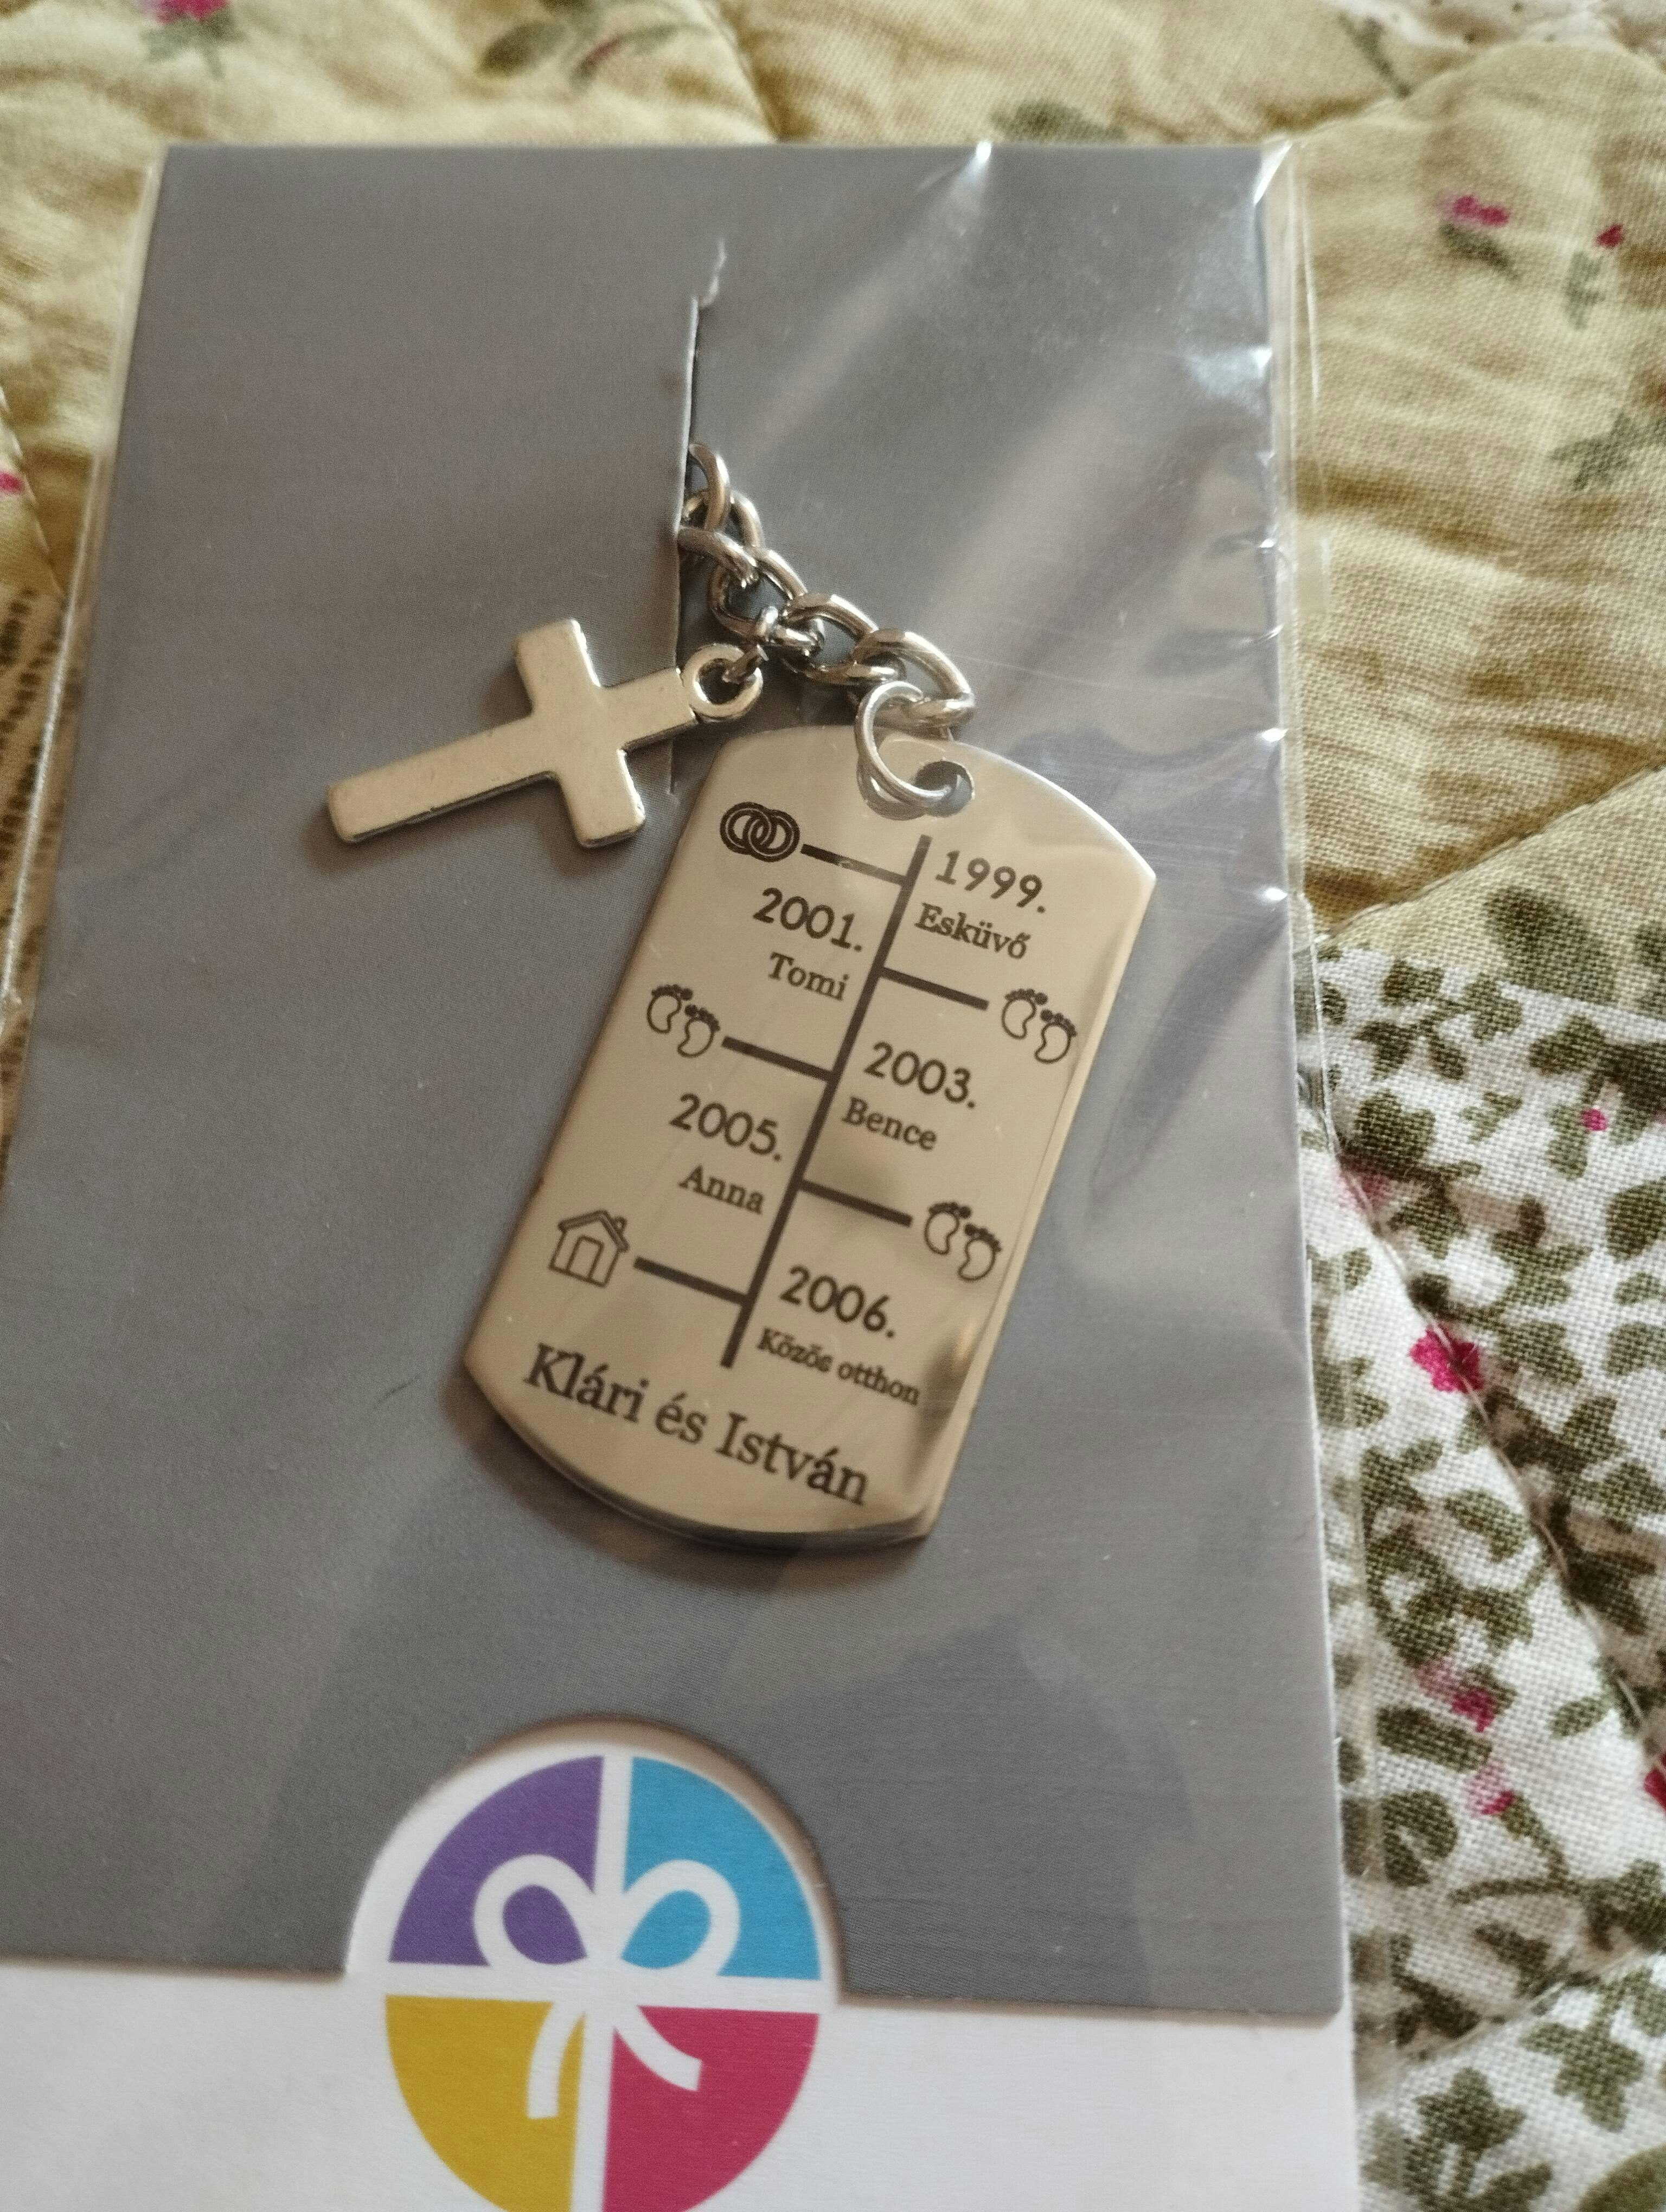 1999.
Esküvő
2001.
Tomi
2003.
Bence
2005.
Anna
2006.
Közös otthon
Klári és István